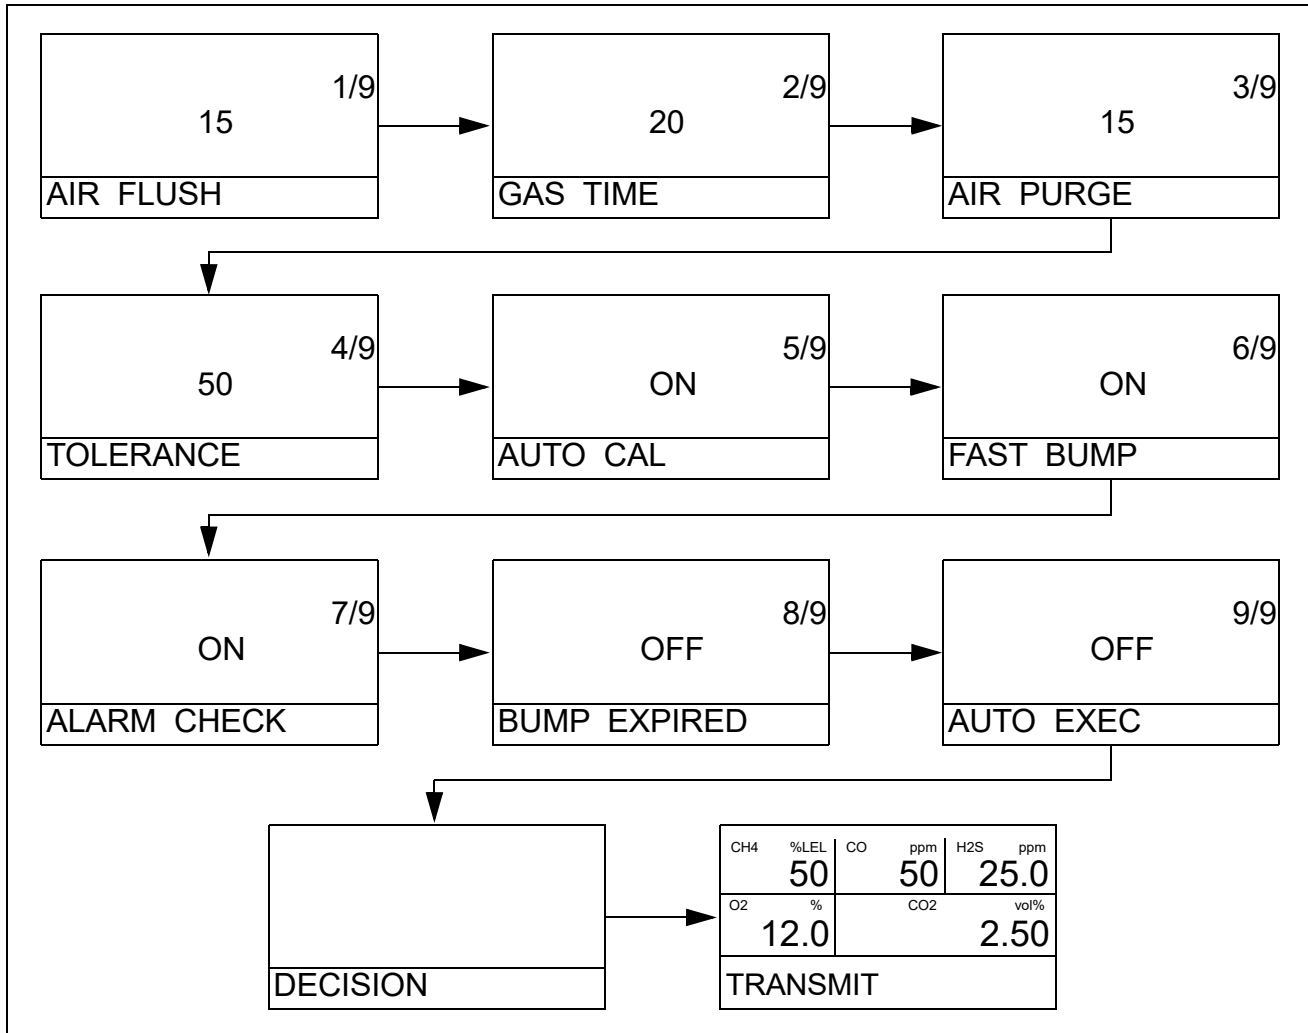 1/9
15
AIR FLUSH
2/9
20
GAS TIME
3/9
15
AIR PURGE
4/9
50
TOLERANCE
5/9
ON
AUTO CAL
6/9
ON
FAST BUMP
7/9
ON
ALARM CHECK
8/9
OFF
BUMP EXPIRED
9/9
OFF
AUTO EXEC
DECISION
CH4 %LEL CO ppm H2S ppm
50 50 25.0
O2 % CO2 vol%
12.0 2.50
TRANSMIT